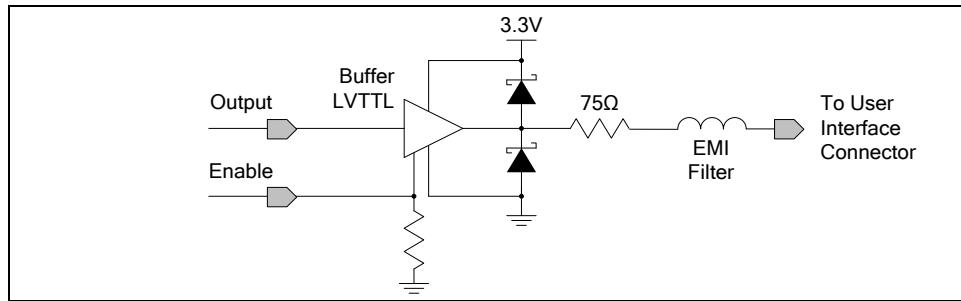 3.3V
Buffer
LVTTL
Output
75Ω
To User
Interface
Connector
EMI
Filter
Enable